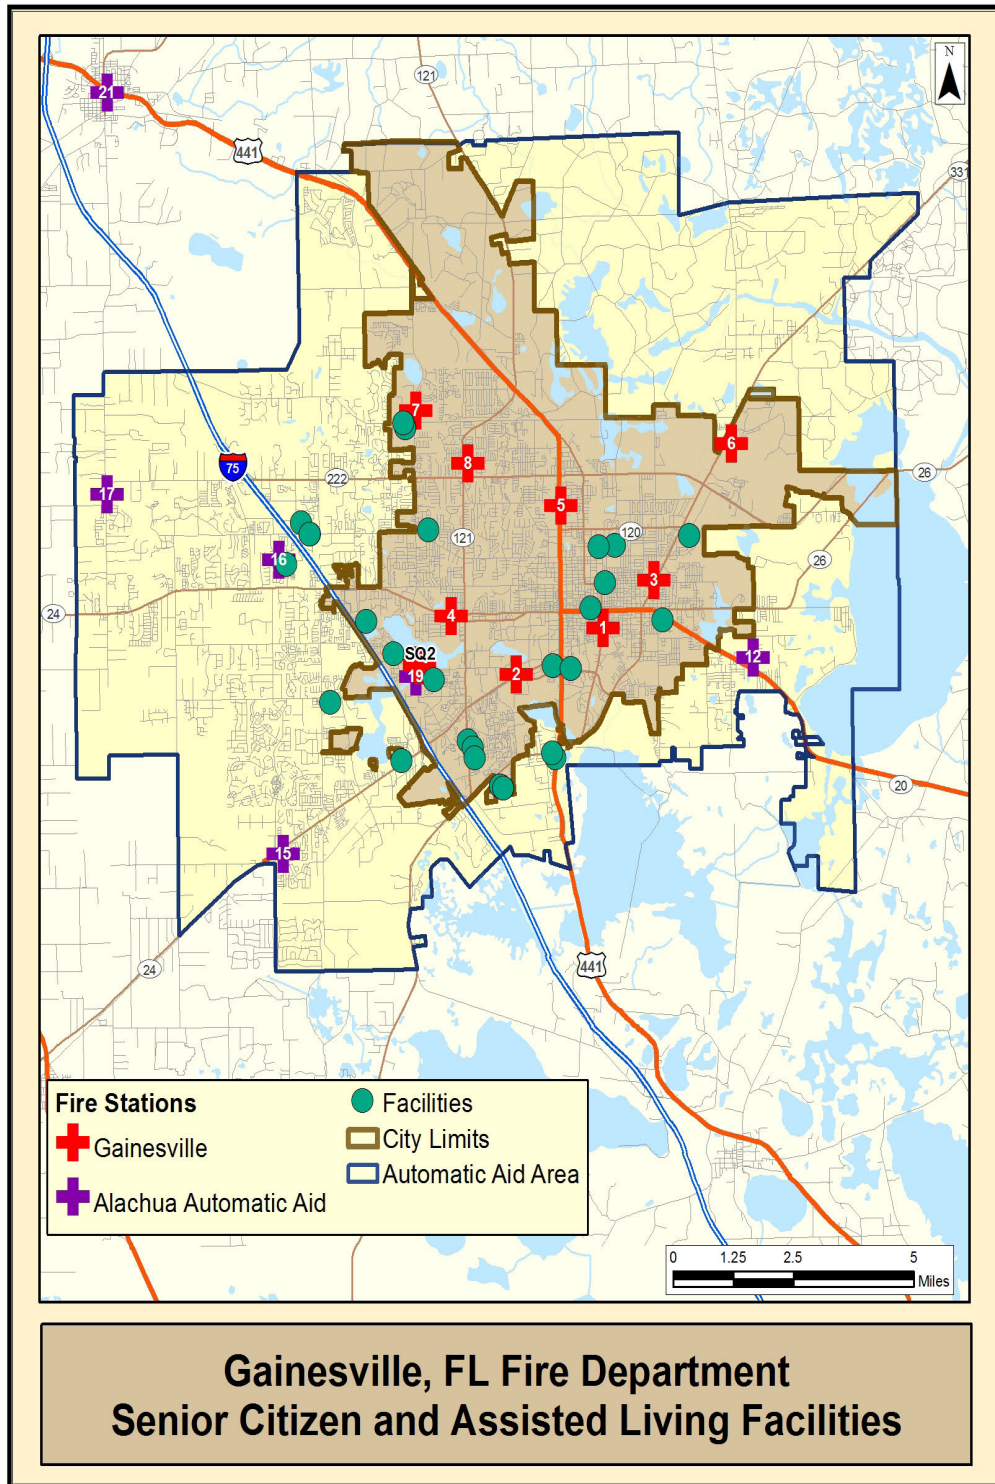 N
21
121
441
331
7
6
8
75
222
26
17
5
121
120
16
26
3
24
4
1
SQ2
12
19
2
20
15
24
441
Fire Stations
Gainesville
Alachua Automatic Aid
Facilities
City Limits
Automatic Aid Area
0 1.25 2.5 5
Miles
Gainesville, FL Fire Department
Senior Citizen and Assisted Living Facilities